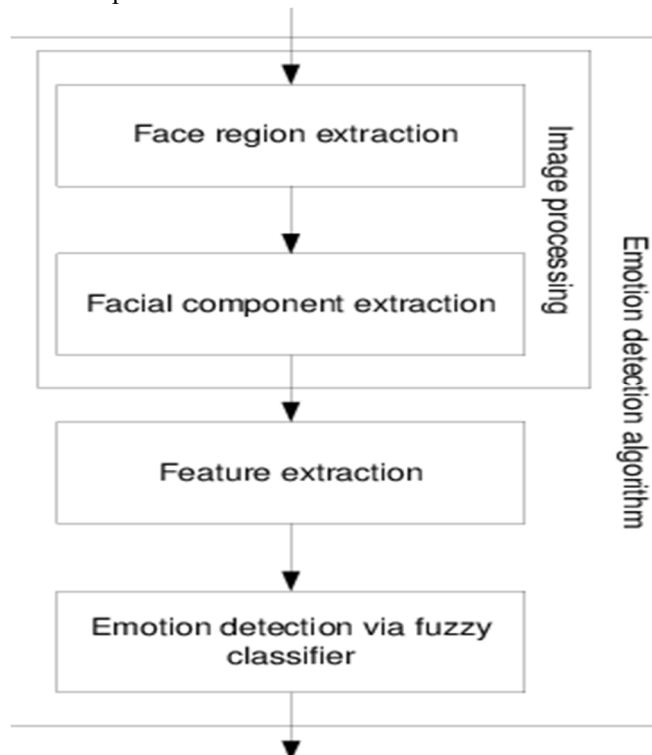 Face region extraction
Image processing
Facial component extraction
Emotion detection algorithm
Feature extraction
Emotion detection via fuzzy
classifier